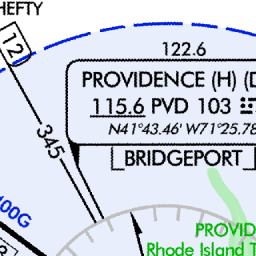 HEFTY
12
122.6
PROVIDENCE (H) (D
115.6 PVD 103
N41°43.46' W71°25.78
345
BRIDGEPORT
400G
PROVID
Rhode Island T